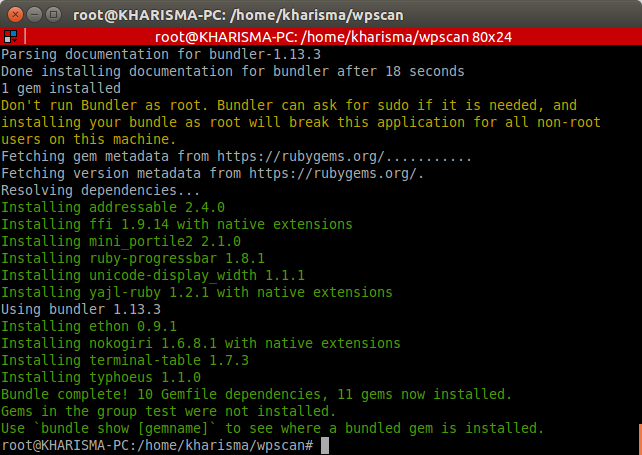 root@KHARISMA-PC: /home/kharisma/wpscan
root@KHARISMA-PC: /home/kharisma/wpscan 80x24
Parsing documentation for bundler-1.13.3
Done installing documentation for bundler after 18 seconds
1 gem installed
Don't run Bundler as root. Bundler can ask for sudo if it is needed, and
installing your bundle as root will break this application for all non-root
users on this machine.
Fetching gem metadata from https://rubygems.org/...........
Fetching version metadata from https://rubygems.org/.
Resolving dependencies...
Installing addressable 2.4.0
Installing ffi 1.9.14 with native extensions
Installing mini_portile2 2.1.0
Installing ruby-progressbar 1.8.1
Installing unicode-display_width 1.1.1
Installing yajl-ruby 1.2.1 with native extensions
Using bundler 1.13.3
Installing ethon 0.9.1
Installing nokogiri 1.6.8.1 with native extensions
Installing terminal-table 1.7.3
Installing typhoeus 1.1.0
Bundle complete! 10 Gemfile dependencies, 11 gems now installed.
Gems in the group test were not installed.
Use `bundle show [gemname]` to see where a bundled gem is installed.
root@KHARISMA-PC:/home/kharisma/wpscan#